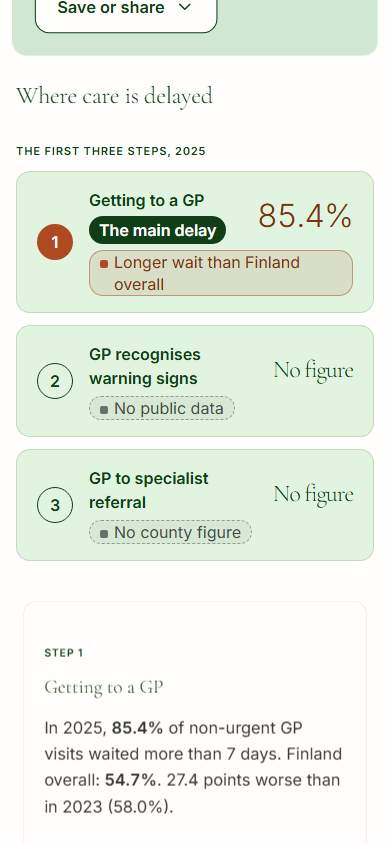 Save or share
Where care is delayed
THE FIRST THREE STEPS, 2025
1
Getting to a GP
The main delay
85.4%
Longer wait than Finland
overall
2
GP recognises
warning signs
No figure
No public data
3
GP to specialist
referral
No figure
No county figure
STEP 1
Getting to a GP
In 2025, 85.4% of non-urgent GP
visits waited more than 7 days. Finland
overall: 54.7%. 27.4 points worse than
in 2023 (58.0%).